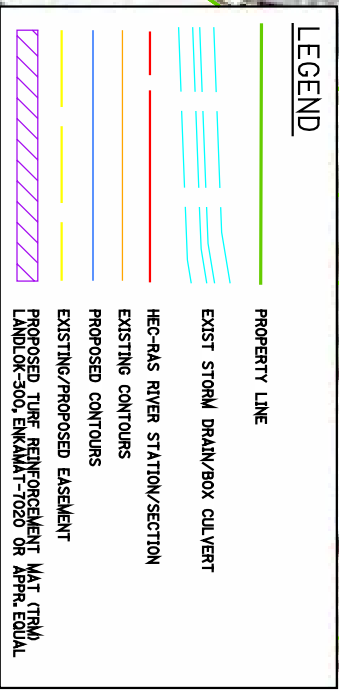 LEGEND
PROPERTY LINE
EXIST STORM DRAIN/BOX CULVERT
HEC-RAS RIVER STATION/SECTION
EXISTING CONTOURS
PROPOSED CONTOURS
EXISTING/PROPOSED EASEMENT
PROPOSED TURF REINFORCEMENT MAT (TRM)
LANDLOK-300, ENKAMAT-7020 OR APPR. EQUAL